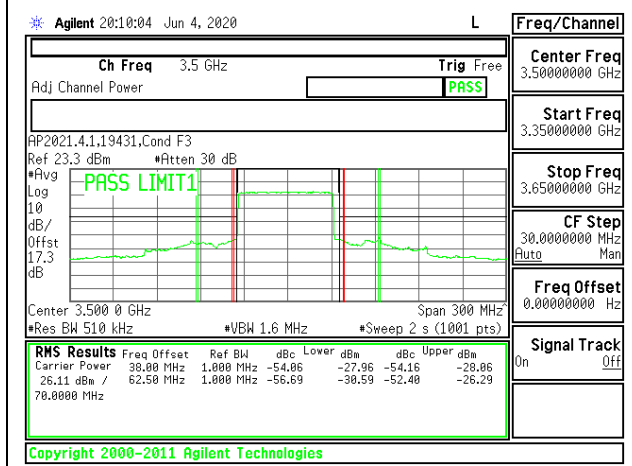 Agilent 20:10:04 Jun 4, 2020 L
Freq/Channel
Ch Freq 3.5 GHz Trig Free
Adj Channel Power PASS
AP2021.4.1,19431,Cond F3
Ref 23.3 dBm #Atten 30 dB
#Avg
Log
10
dB/
Offst
17.3
dB
PASS LIMIT1
Center 3.500 0 GHz Span 300 MHz
#Res BW 510 kHz #VBW 1.6 MHz #Sweep 2 s (1001 pts)
RMS Results Freq Offset Ref BW dBc Lower dBm dBc Upper dBm
Carrier Power 38.00 MHz 1.000 MHz -54.06 -27.96 -54.16 -28.06
26.11 dBm / 62.50 MHz 1.000 MHz -56.69 -30.59 -52.40 -26.29
70.0000 MHz
Center Freq
3.50000000 GHz
Start Freq
3.35000000 GHz
Stop Freq
3.65000000 GHz
CF Step
30.0000000 MHz
Auto Man
Freq Offset
0.00000000 Hz
Signal Track
On Off
Copyright 2000-2011 Agilent Technologies